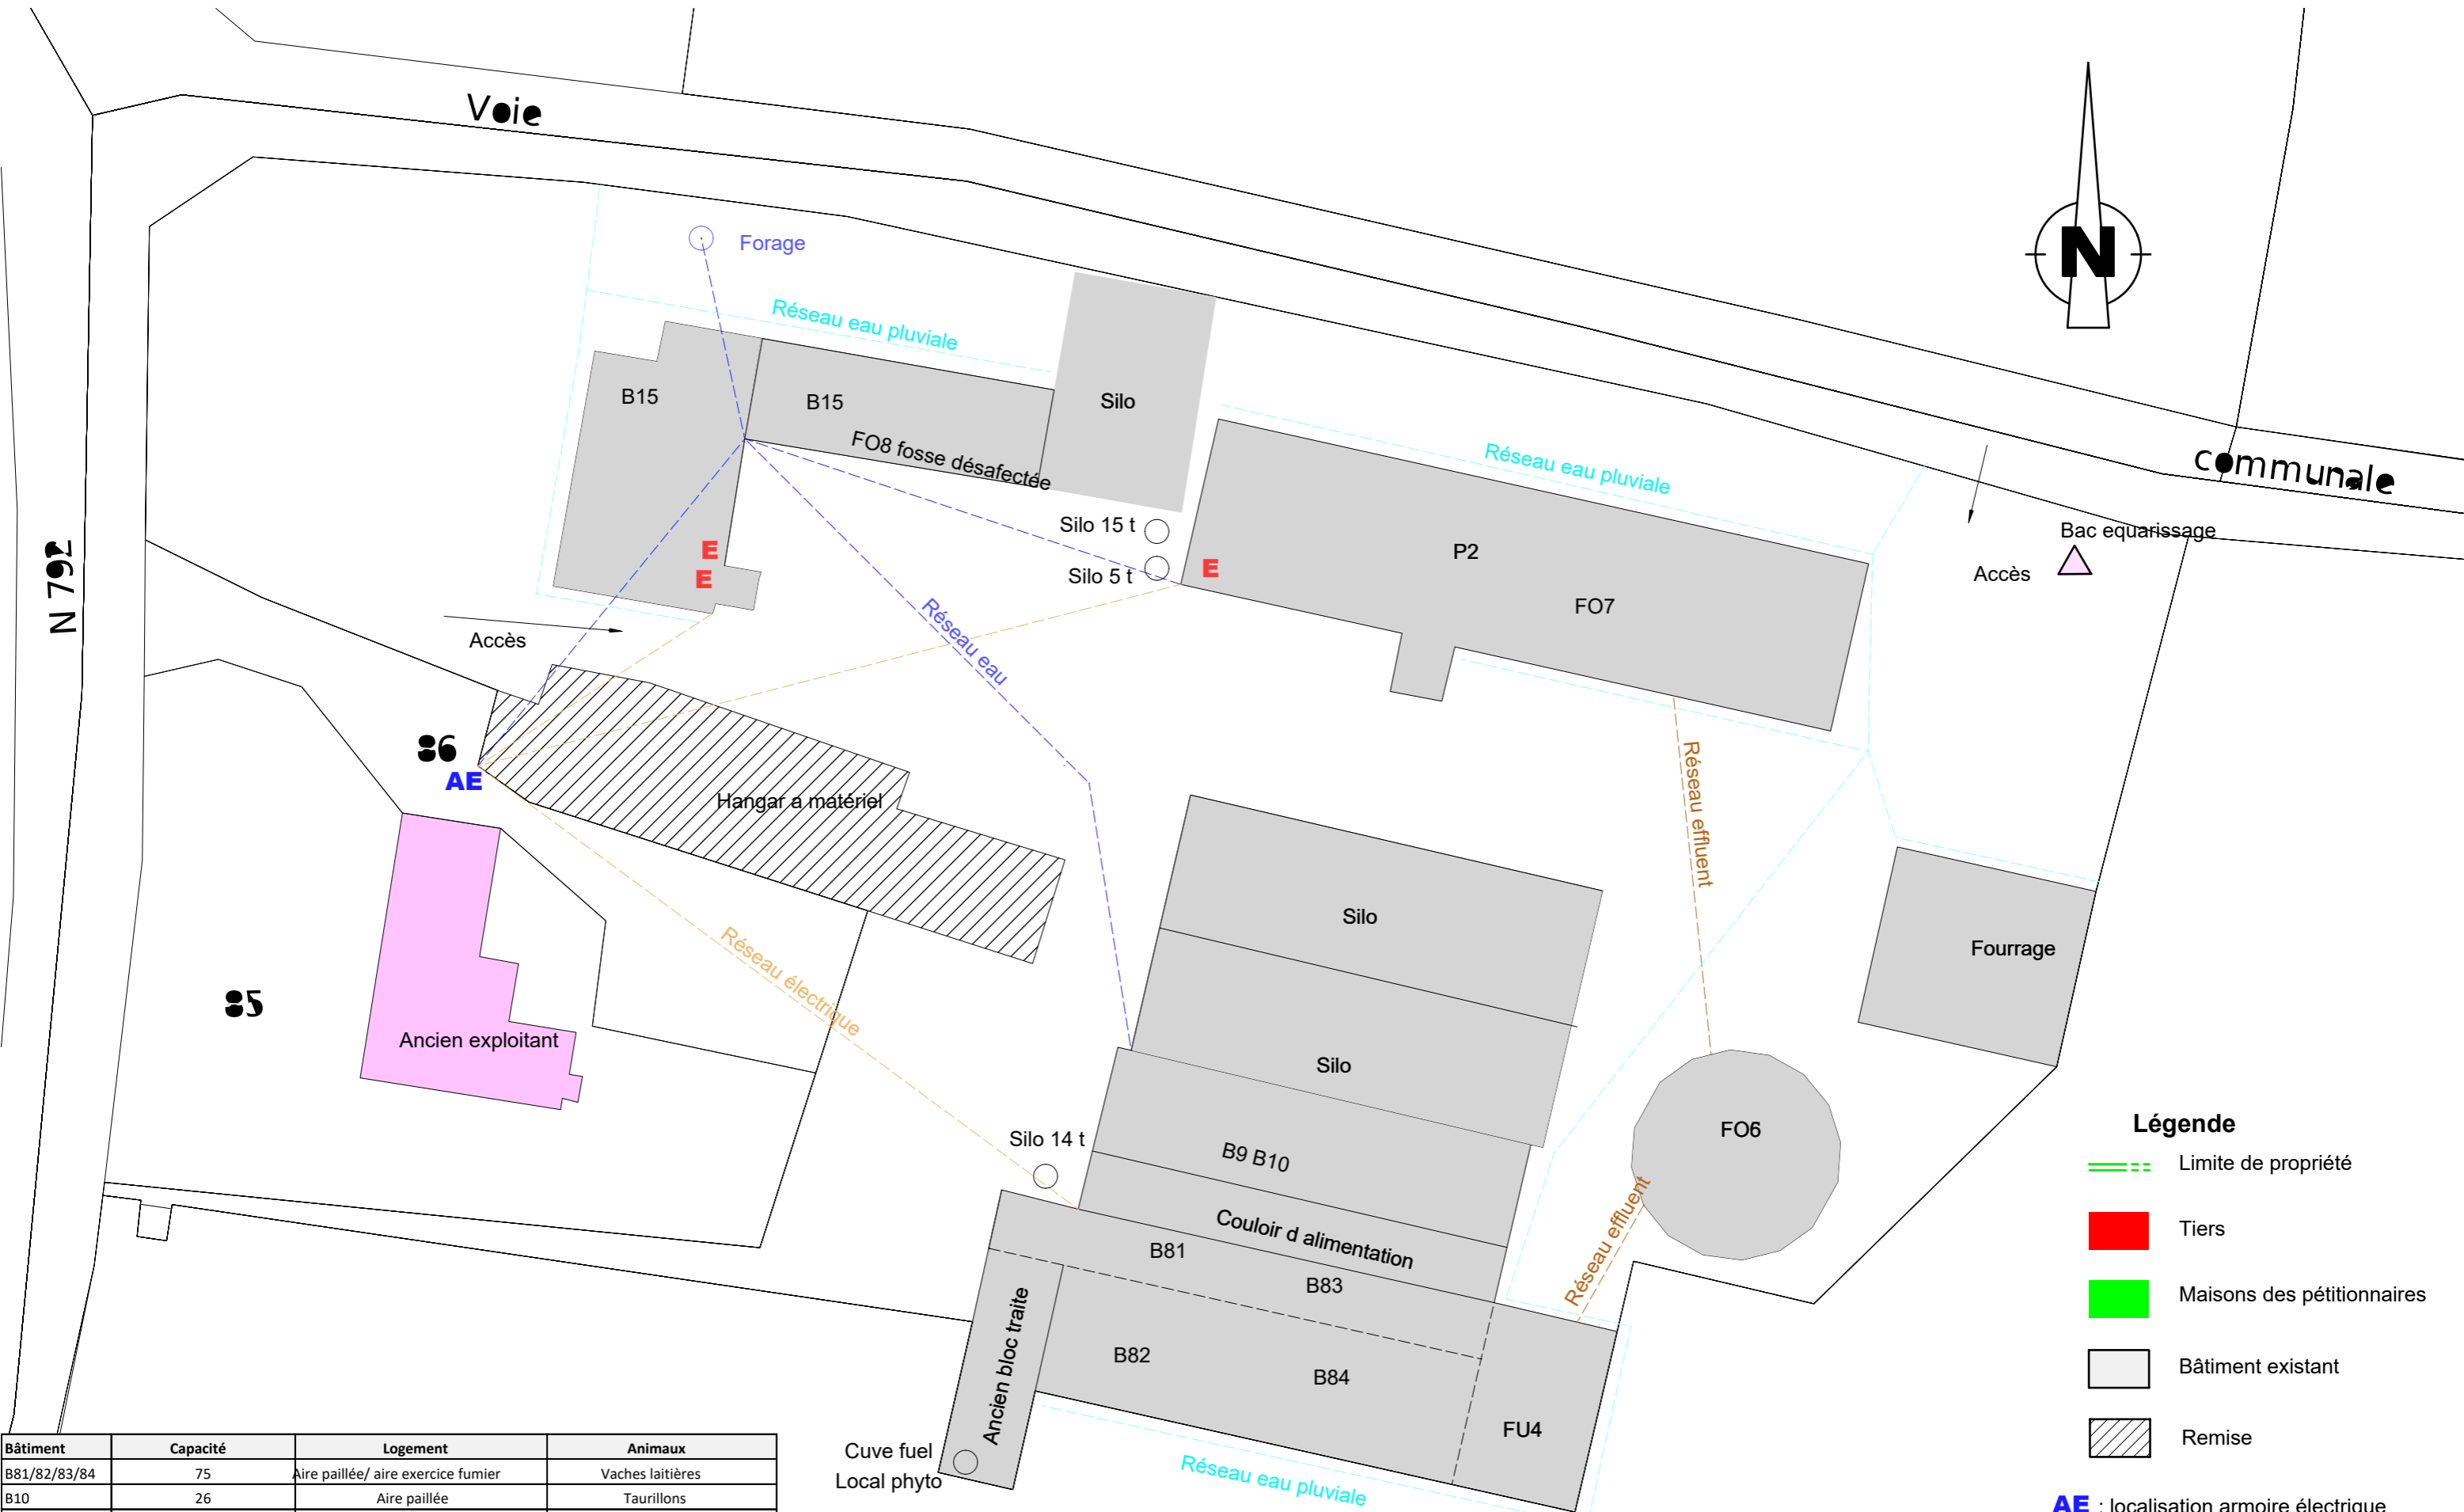 Voie
Forage
Réseau eau pluviale
B15
B15
Silo
FO8 fosse désafectée
Réseau eau pluviale
communale
N
Bac equarissage
Accès
Silo 15 t
Silo 5 t
E
E
E
P2
FO7
N 792
Accès
Réseau eau
86
AE
Hangar a matériel
Réseau effluent
Silo
Fourrage
Réseau électrique
85
Ancien exploitant
Silo
Silo 14 t
B9 B10
FO6
Couloir d alimentation
B81
B83
Réseau effluent
Ancien bloc traite
B82
B84
FU4
Cuve fuel
Local phyto
Réseau eau pluviale
Légende
Limite de propriété
Tiers
Maisons des pétitionnaires
Bâtiment existant
Remise
AE : localisation armoire électrique
Bâtiment Capacité Logement Animaux
B81/82/83/84 75 Aire paillée/ aire exercice fumier Vaches laitières
B10 26 Aire paillée Taurillons